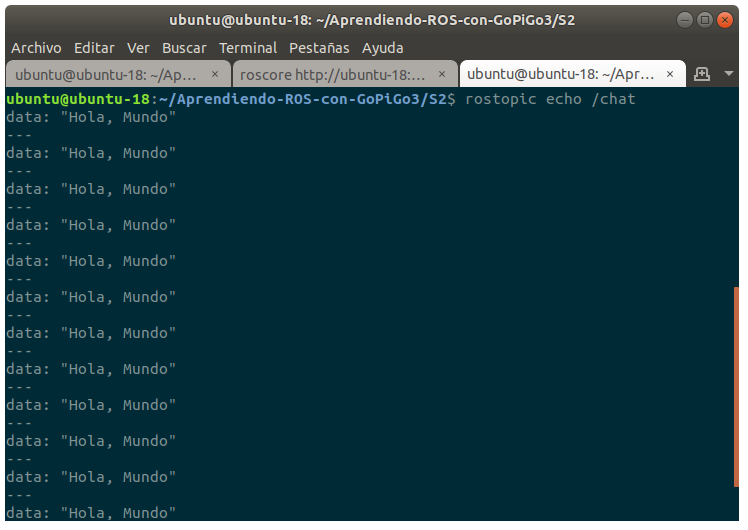 ubuntu@ubuntu-18: ~/Aprendiendo-ROS-con-GoPiGo3/S2
Archivo Editar Ver Buscar Terminal Pestañas Ayuda
ubuntu@ubuntu-18: ~/Ap… × roscore http://ubuntu-18:… × ubuntu@ubuntu-18: ~/Apr… ×
ubuntu@ubuntu-18:~/Aprendiendo-ROS-con-GoPiGo3/S2$ rostopic echo /chat
data: "Hola, Mundo"
---
data: "Hola, Mundo"
---
data: "Hola, Mundo"
---
data: "Hola, Mundo"
---
data: "Hola, Mundo"
---
data: "Hola, Mundo"
---
data: "Hola, Mundo"
---
data: "Hola, Mundo"
---
data: "Hola, Mundo"
---
data: "Hola, Mundo"
---
data: "Hola, Mundo"
---
data: "Hola, Mundo"